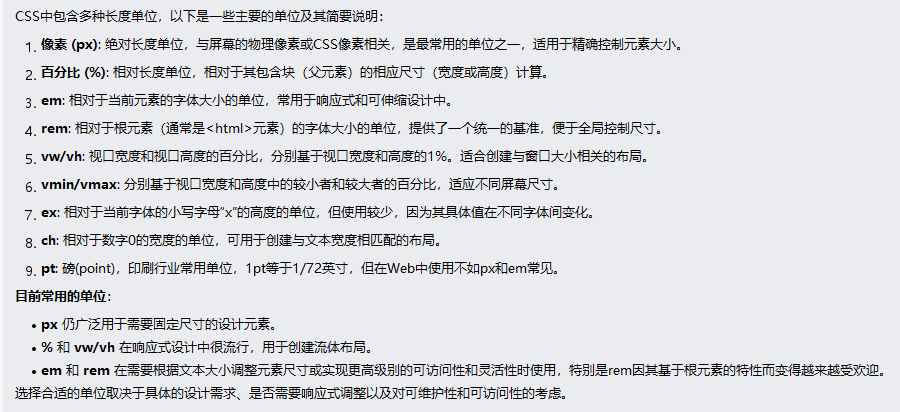 CSS中包含多种长度单位，以下是一些主要的单位及其简要说明：
1. 像素 (px): 绝对长度单位，与屏幕的物理像素或CSS像素相关，是最常用的单位之一，适用于精确控制元素大小。
2. 百分比 (%): 相对长度单位，相对于其包含块（父元素）的相应尺寸（宽度或高度）计算。
3. em: 相对于当前元素的字体大小的单位，常用于响应式和可伸缩设计中。
4. rem: 相对于根元素（通常是<html>元素）的字体大小的单位，提供了一个统一的基准，便于全局控制尺寸。
5. vw/vh: 视口宽度和视口高度的百分比，分别基于视口宽度和高度的1%。适合创建与窗口大小相关的布局。
6. vmin/vmax: 分别基于视口宽度和高度中的较小者和较大者的百分比，适应不同屏幕尺寸。
7. ex: 相对于当前字体的小写字母“x”的高度的单位，但使用较少，因为其具体值在不同字体间变化。
8. ch: 相对于数字0的宽度的单位，可用于创建与文本宽度相匹配的布局。
9. pt: 磅(point)，印刷行业常用单位，1pt等于1/72英寸，但在Web中使用不如px和em常见。
目前常用的单位：
• px 仍广泛用于需要固定尺寸的设计元素。
• % 和 vw/vh 在响应式设计中很流行，用于创建流体布局。
• em 和 rem 在需要根据文本大小调整元素尺寸或实现更高级别的可访问性和灵活性时使用，特别是rem因其基于根元素的特性而变得越来越受欢迎。
选择合适的单位取决于具体的设计需求、是否需要响应式调整以及对可维护性和可访问性的考虑。